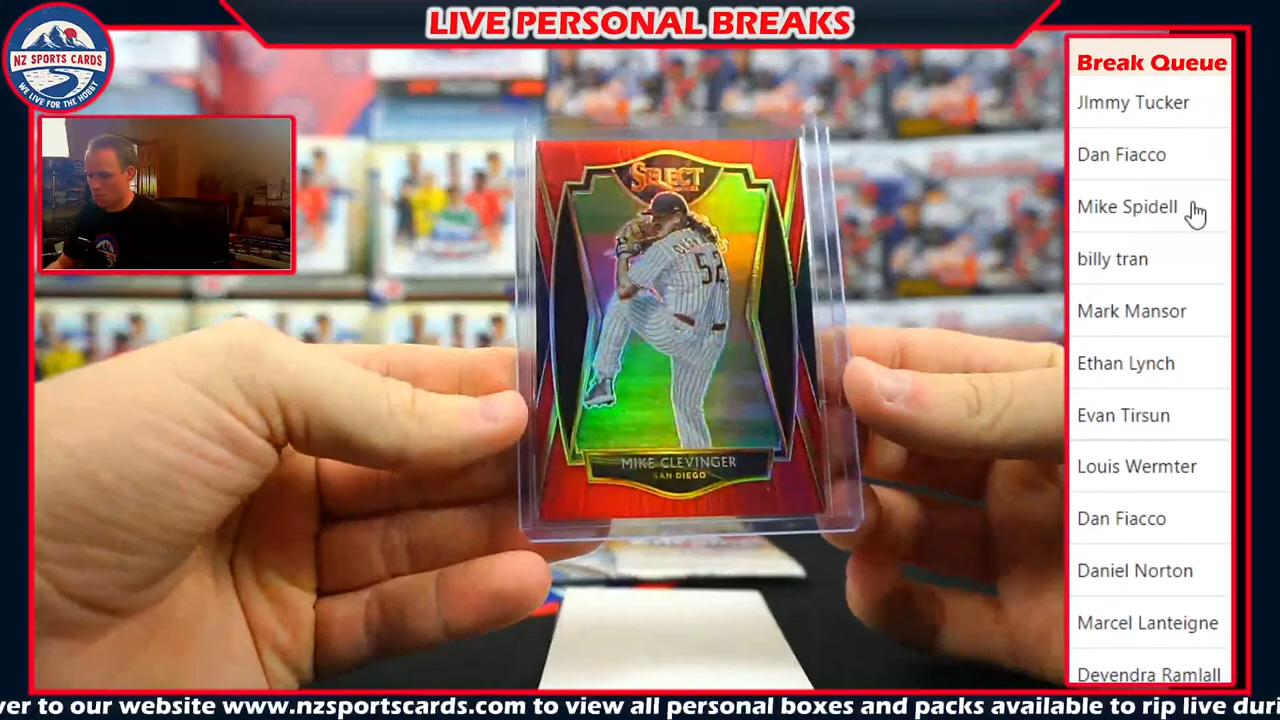 LIVE PERSONAL BREAKS
NZ SPORTS CARDS
WE LIVE FOR THE HOBBY
Break Queue
JImmy Tucker
Dan Fiacco
Mike Spidell
billy tran
Mark Mansor
Ethan Lynch
Evan Tirsun
Louis Wermter
Dan Fiacco
Daniel Norton
Marcel Lanteigne
Devendra Ramlall
SELECT
52
MIKE CLEVINGER
SAN DIEGO
ver to our website www.nzsportscards.com to view all personal boxes and packs available to rip live duri